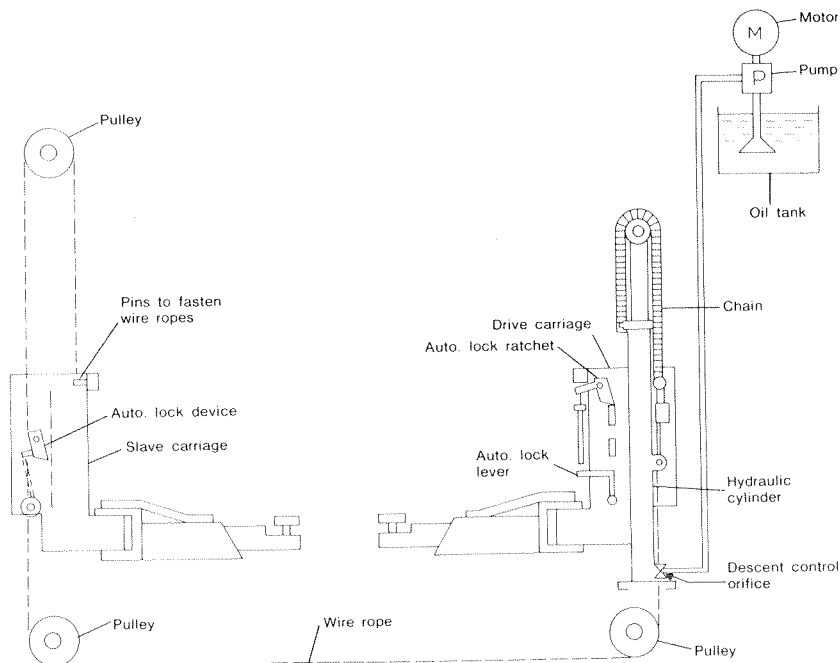 Motor
M
Pump
P
Pulley
Oil tank
Pins to fasten
wire ropes
Chain
Drive carriage
Auto. lock ratchet
Auto. lock device
Slave carriage
Auto. lock
lever
Hydraulic
cylinder
Descent control
orifice
Pulley
Wire rope
Pulley